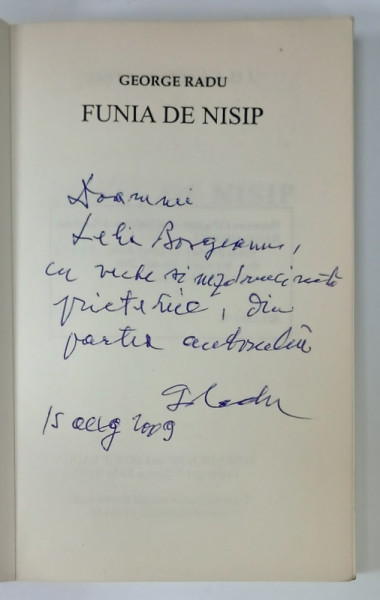 GEORGE RADU
FUNIA DE NISIP
Doamnei
Lelia Borgeanu,
cu veche și nezdruncinată
prietenie, din
partea autorului
GRadu
15 aug 2009